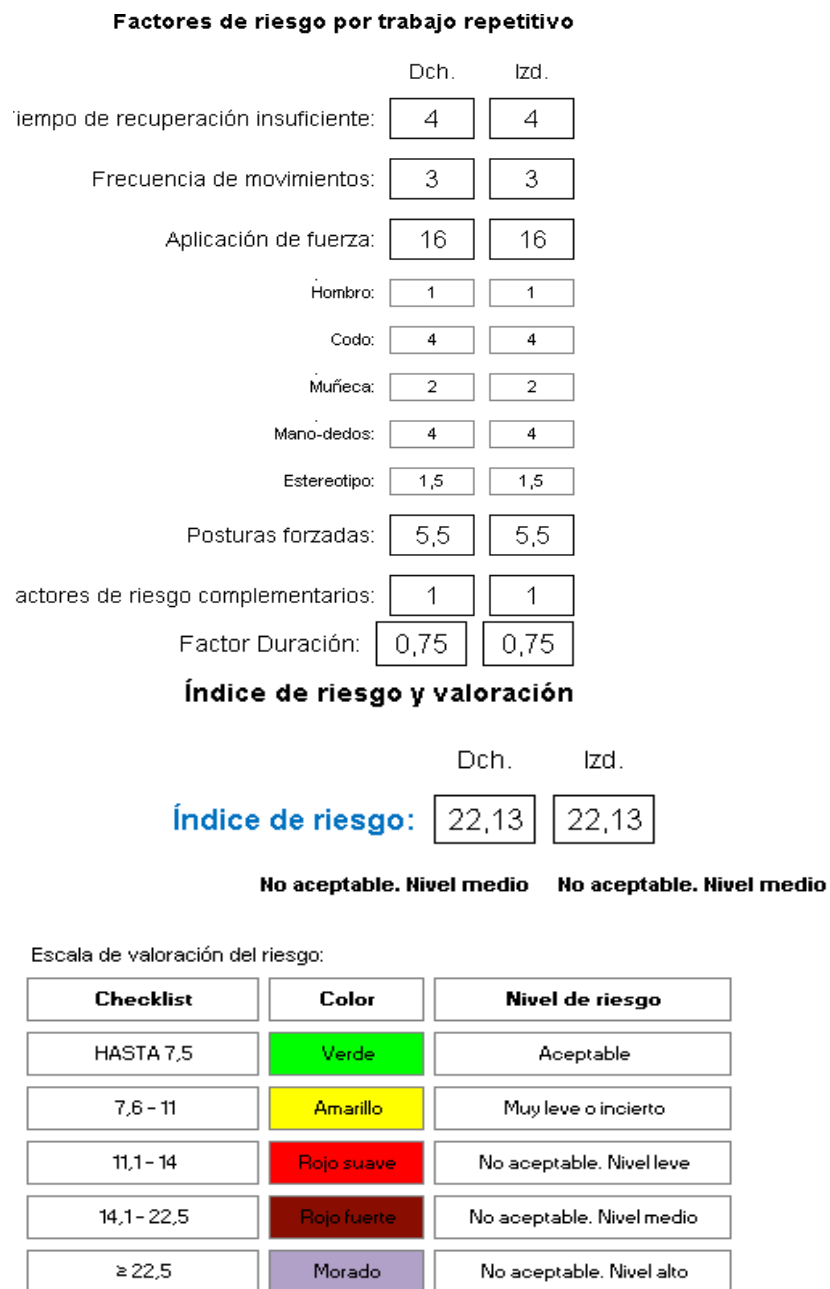 Factores de riesgo por trabajo repetitivo
Dch. Izd.
iempo de recuperación insuficiente: 4 4
Frecuencia de movimientos: 3 3
Aplicación de fuerza: 16 16
Hombro: 1 1
Codo: 4 4
Muñeca: 2 2
Mano-dedos: 4 4
Estereotipo: 1,5 1,5
Posturas forzadas: 5,5 5,5
actores de riesgo complementarios: 1 1
Factor Duración: 0,75 0,75
Índice de riesgo y valoración
Dch. Izd.
Índice de riesgo: 22,13 22,13
No aceptable. Nivel medio No aceptable. Nivel medio
Escala de valoración del riesgo:
Checklist Color Nivel de riesgo
HASTA 7,5 Verde Aceptable
7,6 - 11 Amarillo Muy leve o incierto
11,1 - 14 Rojo suave No aceptable. Nivel leve
14,1 - 22,5 Rojo fuerte No aceptable. Nivel medio
≥ 22,5 Morado No aceptable. Nivel alto